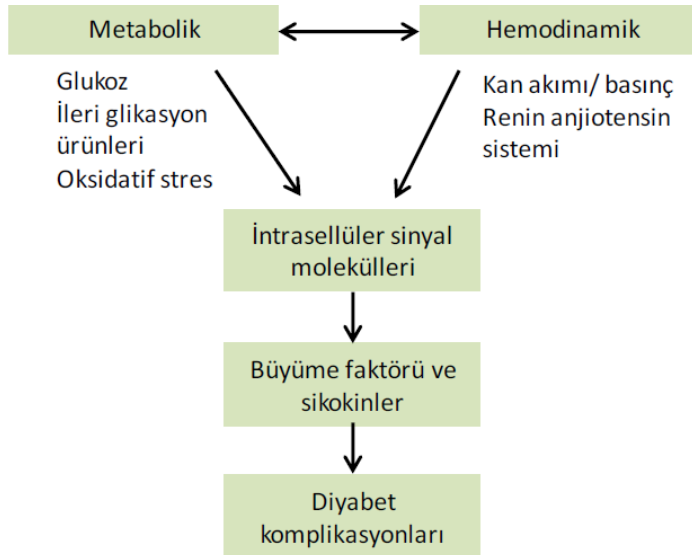 Metabolik
Hemodinamik
Glukoz
İleri glikasyon
ürünleri
Oksidatif stres
Kan akımı/ basınç
Renin anjiotensin
sistemi
İntrasellüler sinyal
molekülleri
Büyüme faktörü ve
sikokinler
Diyabet
komplikasyonları